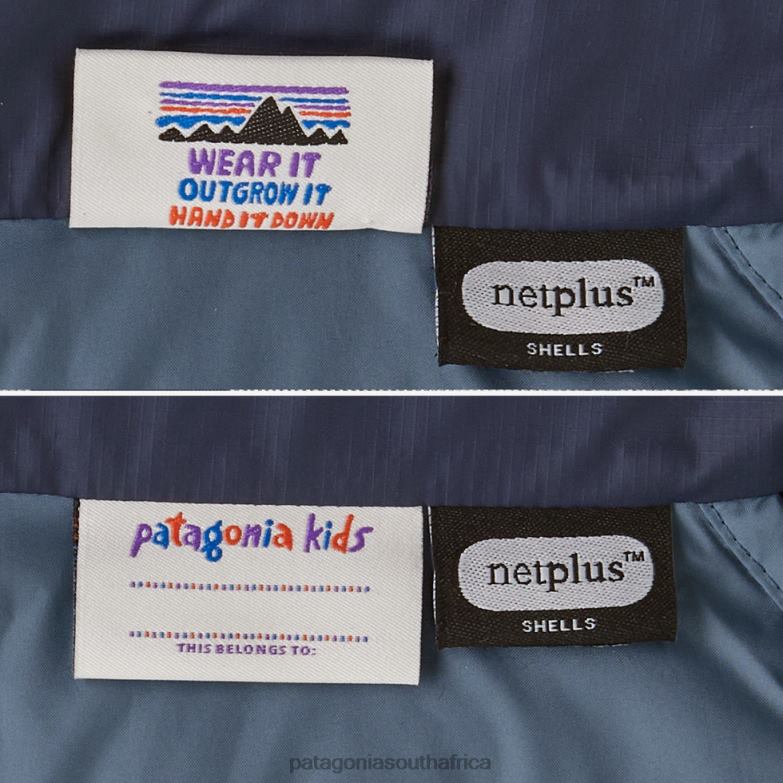 WEAR IT
OUTGROW IT
HAND IT DOWN
netplus™
SHELLS
patagonia kids
THIS BELONGS TO:
netplus™
SHELLS
patagoniasouthafrica